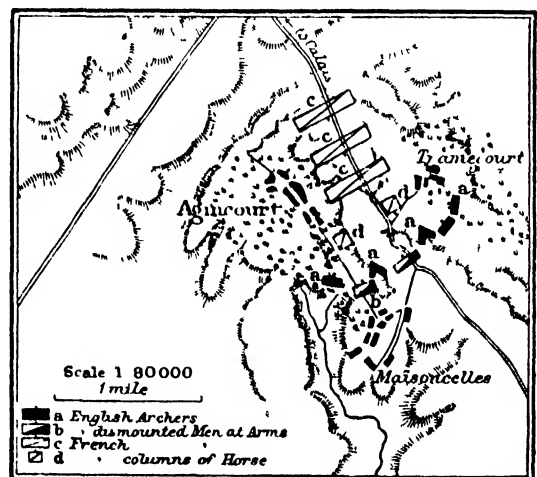 to Calais
c
c
c
Tramecourt
d
a
Agincourt
d
a
a
a
b
Maisoncelles
Scale 1 80000
1 mile
a English Archers
b " dismounted Men at Arms
c French "
d " columns of Horse